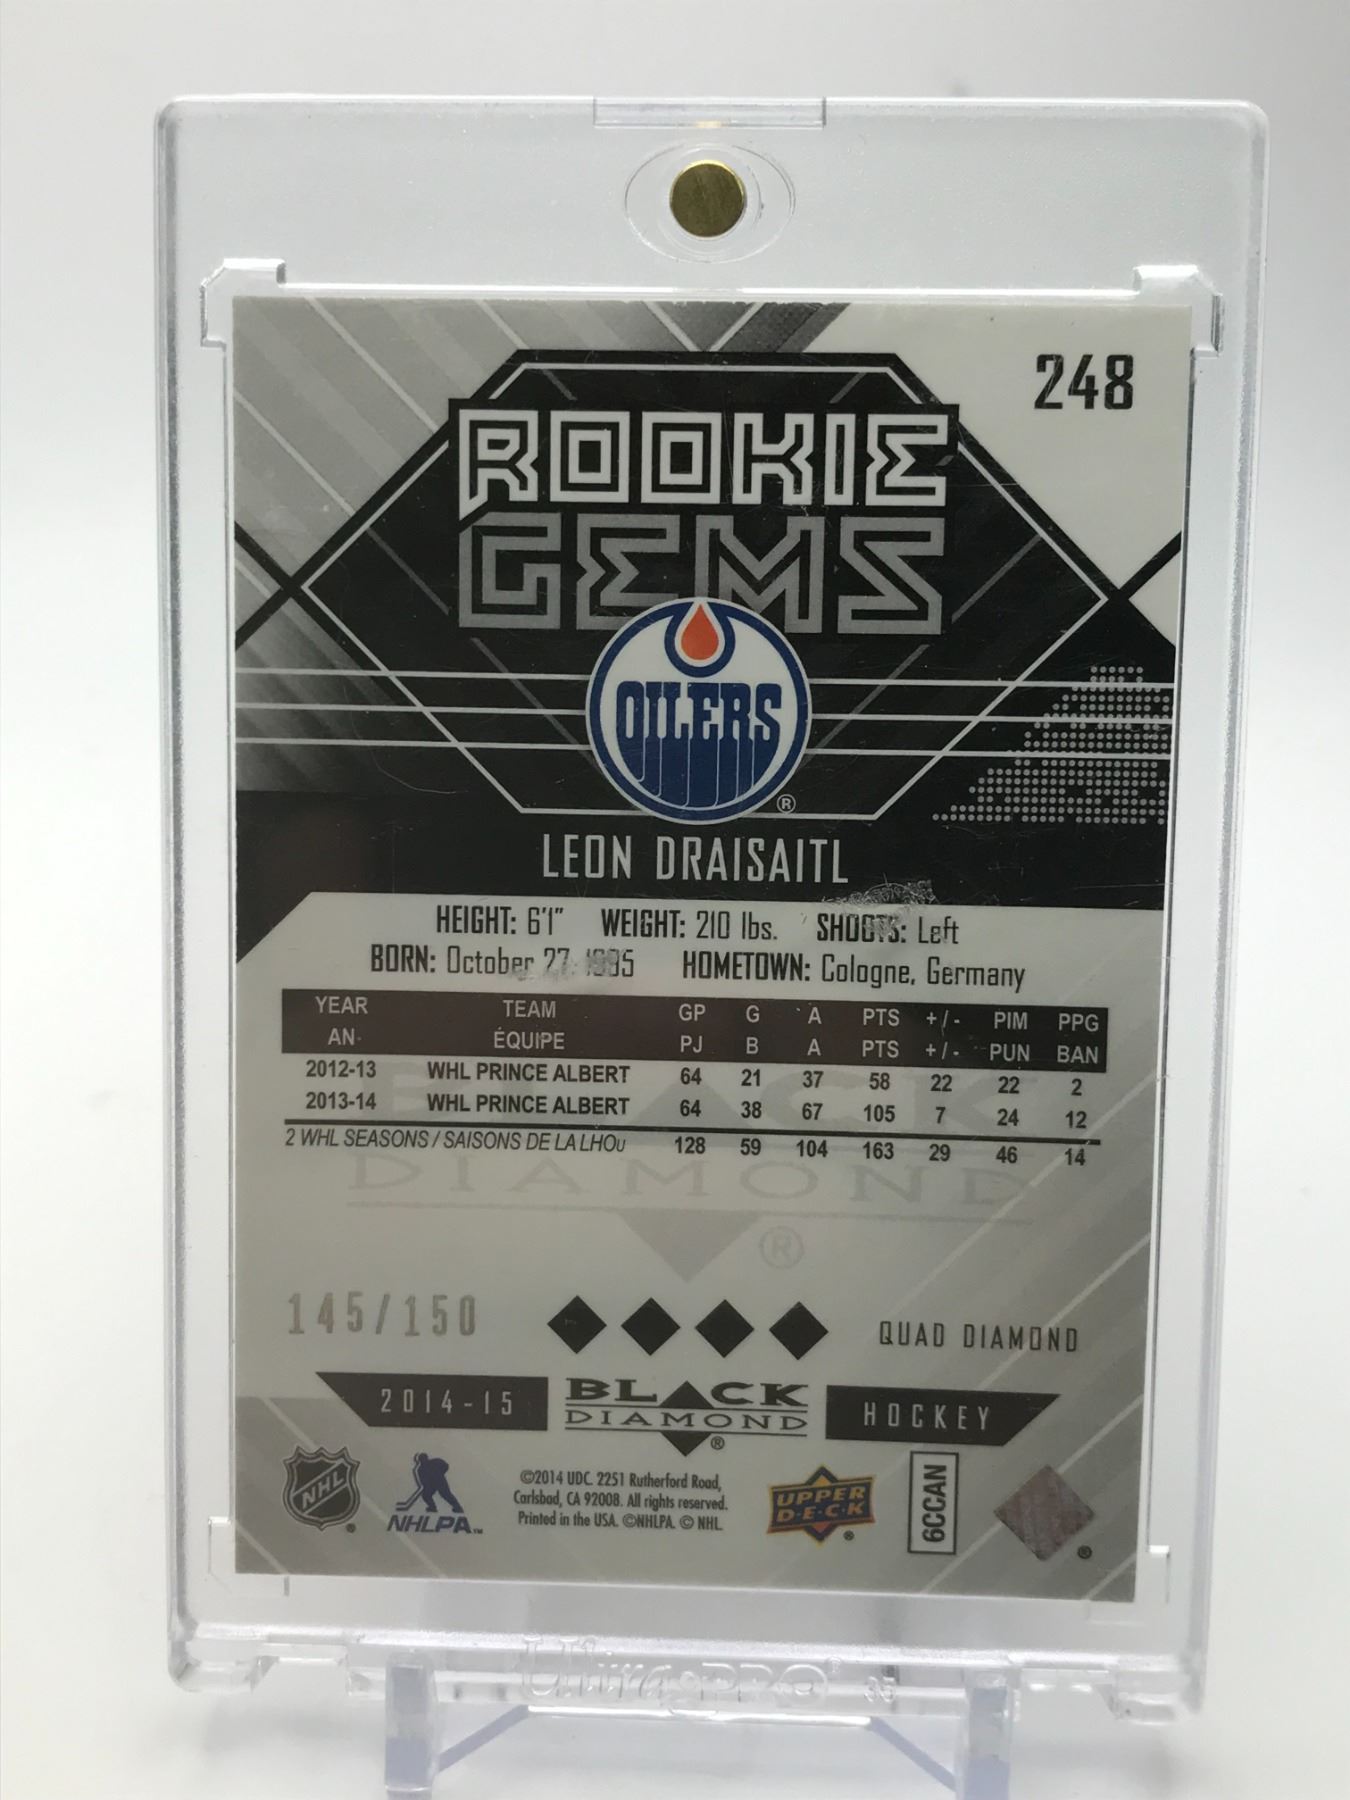 248
ROOKIE
GEMS
OILERS
®
LEON DRAISAITL
HEIGHT: 6'1" WEIGHT: 210 lbs. SHOOTS: Left
BORN: October 27, 1995 HOMETOWN: Cologne, Germany
YEAR TEAM GP G A PTS +/- PIM PPG
AN ÉQUIPE PJ B A PTS +/- PUN BAN
2012-13 WHL PRINCE ALBERT 64 21 37 58 22 22 2
2013-14 WHL PRINCE ALBERT 64 38 67 105 7 24 12
2 WHL SEASONS / SAISONS DE LA LHOu 128 59 104 163 29 46 14
BLACK
DIAMOND
®
145/150 QUAD DIAMOND
2014-15 BLACK DIAMOND ® HOCKEY
NHL ®
NHLPA™
©2014 UDC. 2251 Rutherford Road,
Carlsbad, CA 92008. All rights reserved.
Printed in the USA. ©NHLPA. © NHL.
UPPER
D·E·C·K ®
6CCAN
®
Ultra·PRO® 35